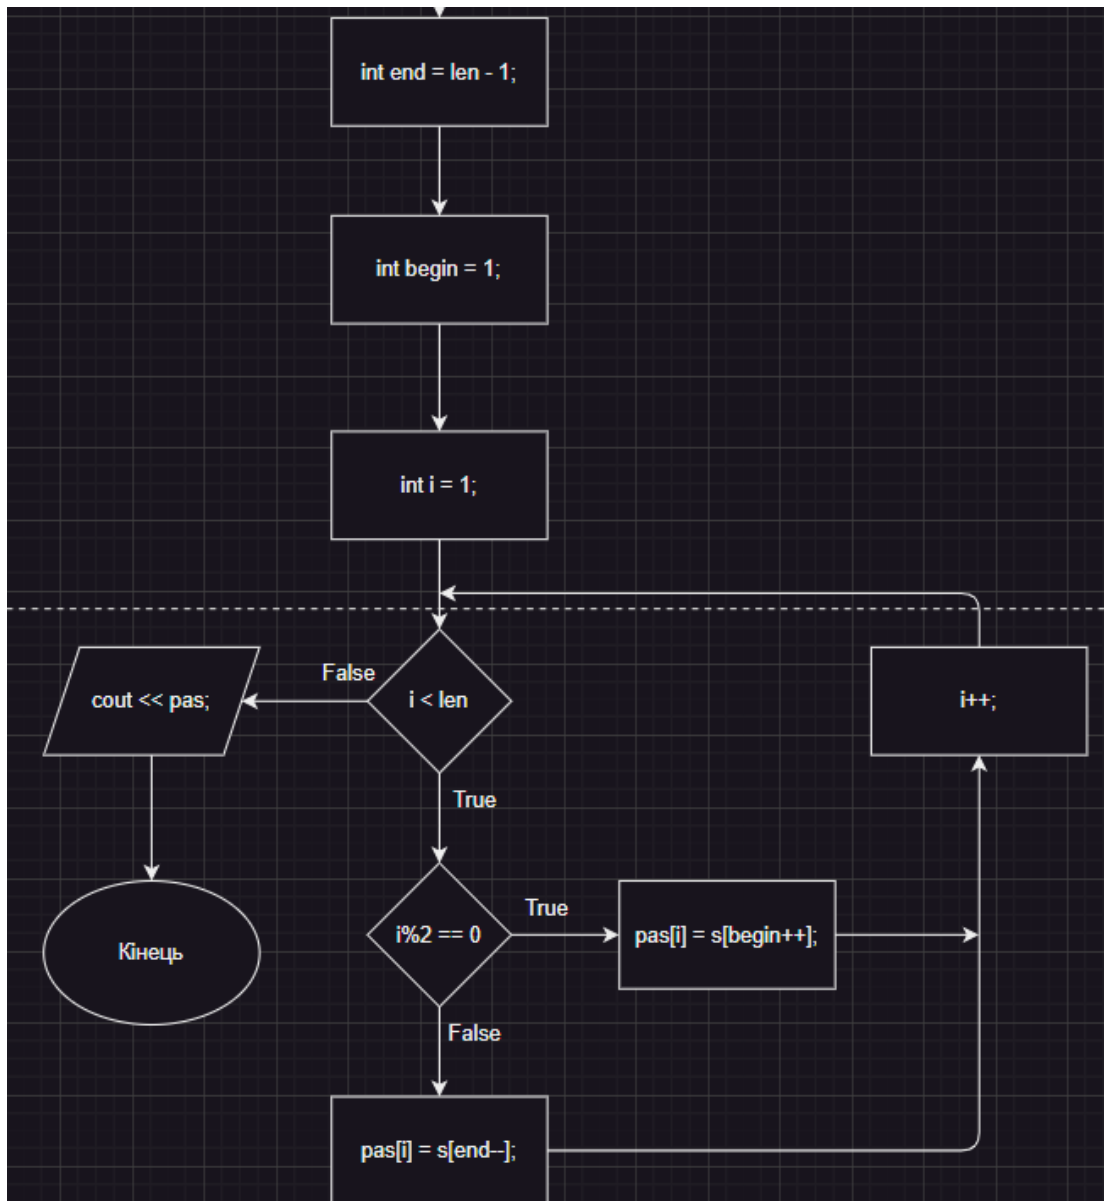 int end = len - 1;
int begin = 1;
int i = 1;
False
cout << pas;
i < len
i++;
True
True
Кінець
i%2 == 0
pas[i] = s[begin++];
False
pas[i] = s[end--];